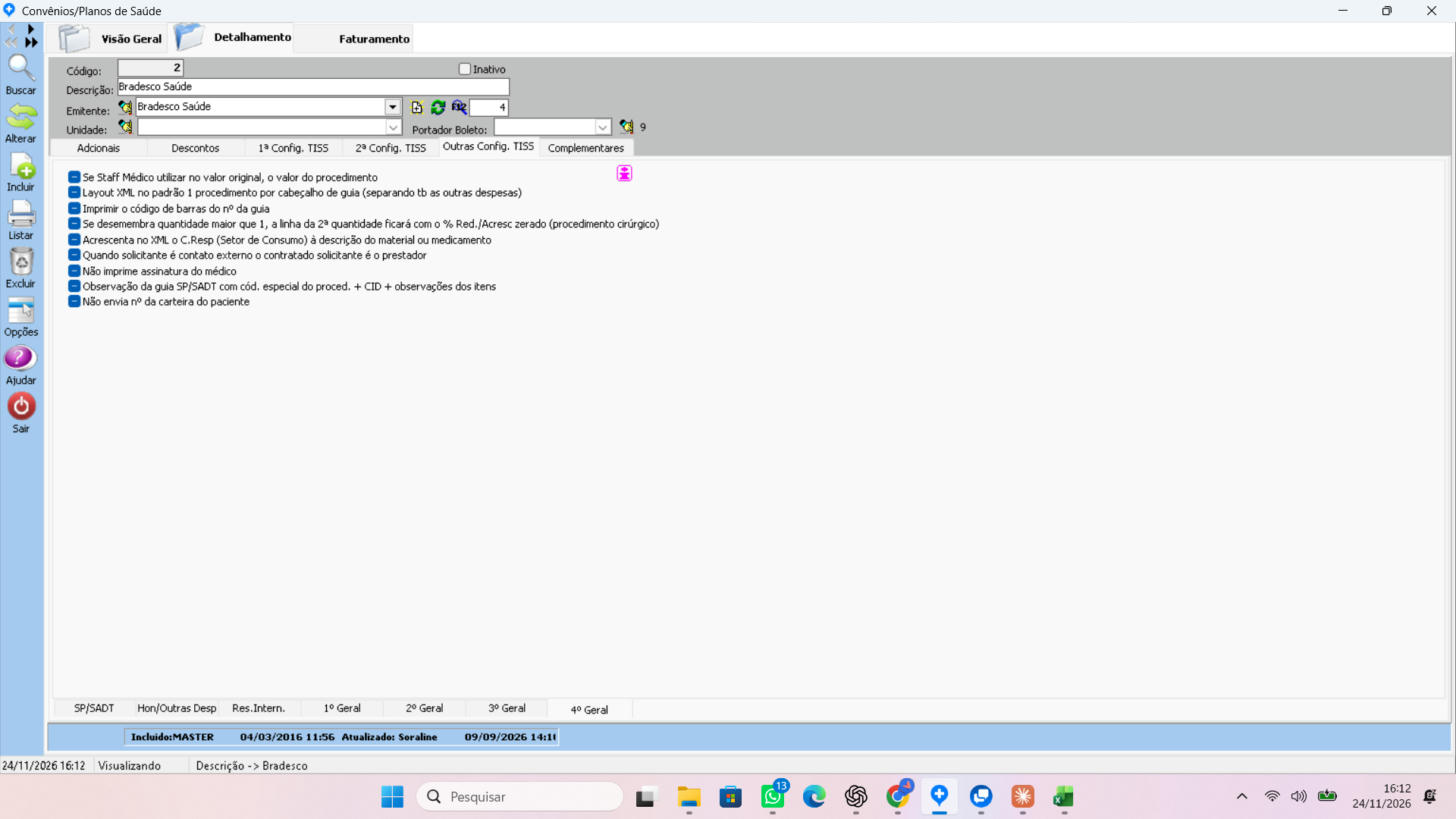 Convênios/Planos de Saúde
Visão Geral
Detalhamento
Faturamento
Código: 2
Inativo
Buscar
Descrição: Bradesco Saúde
Emitente: Bradesco Saúde 4
Unidade: Portador Boleto: 9
Alterar
Adcionais Descontos 1ª Config. TISS 2ª Config. TISS Outras Config. TISS Complementares
Se Staff Médico utilizar no valor original, o valor do procedimento
Incluir
Layout XML no padrão 1 procedimento por cabeçalho de guia (separando tb as outras despesas)
Imprimir o código de barras do nº da guia
Se desemembra quantidade maior que 1, a linha da 2ª quantidade ficará com o % Red./Acresc zerado (procedimento cirúrgico)
Listar
Acrescenta no XML o C.Resp (Setor de Consumo) à descrição do material ou medicamento
Quando solicitante é contato externo o contratado solicitante é o prestador
Não imprime assinatura do médico
Excluir
Observação da guia SP/SADT com cód. especial do proced. + CID + observações dos itens
Não envia nº da carteira do paciente
Opções
Ajudar
Sair
SP/SADT Hon/Outras Desp Res.Intern. 1º Geral 2º Geral 3º Geral 4º Geral
Incluido:MASTER 04/03/2016 11:56 Atualizado: Soraline 09/09/2026 14:1
24/11/2026 16:12 Visualizando Descrição -> Bradesco
Pesquisar
13
16:12
24/11/2026